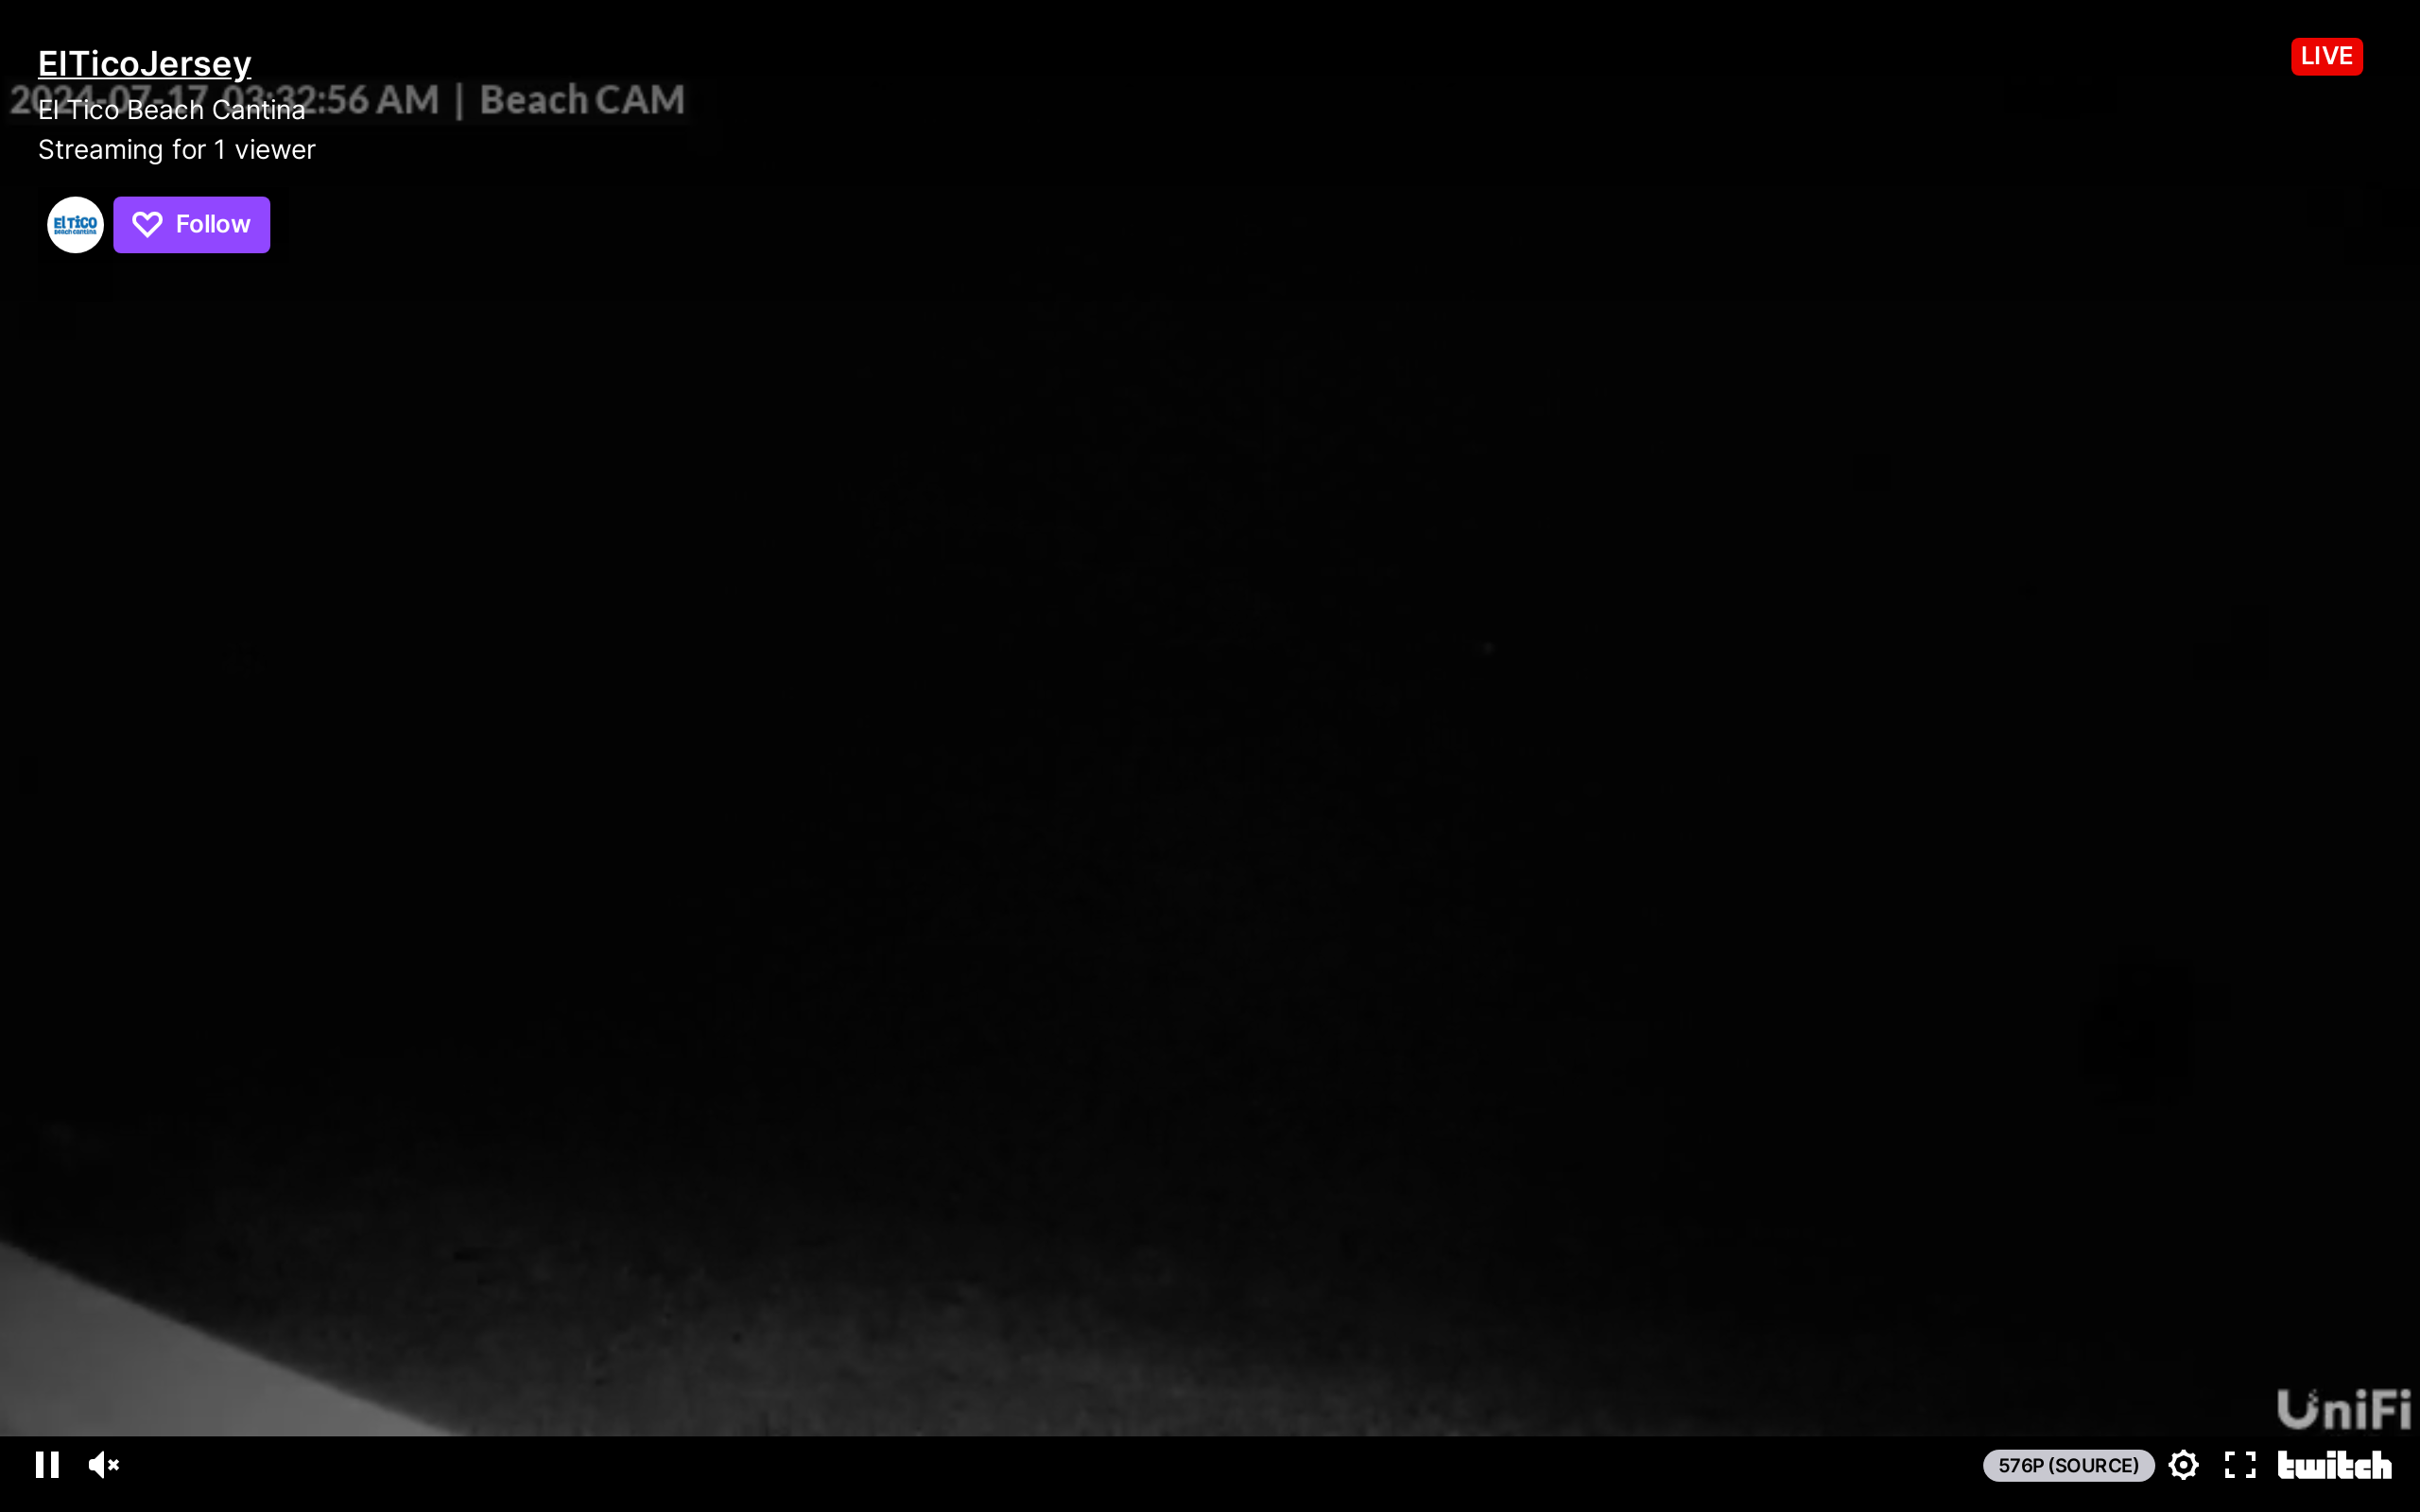 ElTicoJersey
LIVE
2024-07-17 03:32:56 AM | Beach CAM
El Tico Beach Cantina
Streaming for 1 viewer
El TiCO
Beach cantina
Follow
UniFi
576P (SOURCE)
twitch